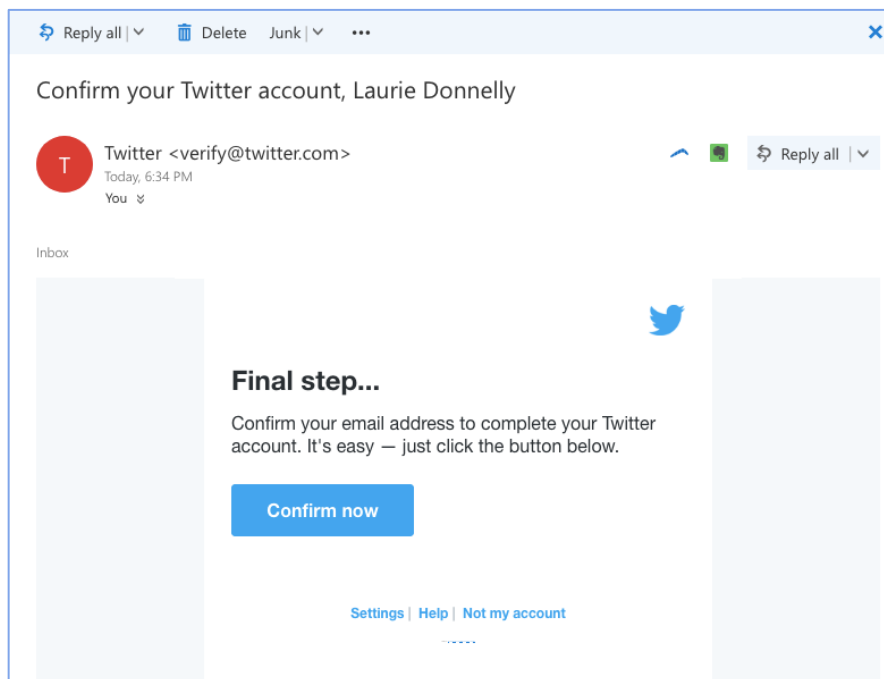 Reply all | Delete Junk |
Confirm your Twitter account, Laurie Donnelly
T
Twitter <verify@twitter.com>
Reply all |
Today, 6:34 PM
You
Inbox
Final step...
Confirm your email address to complete your Twitter
account. It's easy — just click the button below.
Confirm now
Settings | Help | Not my account